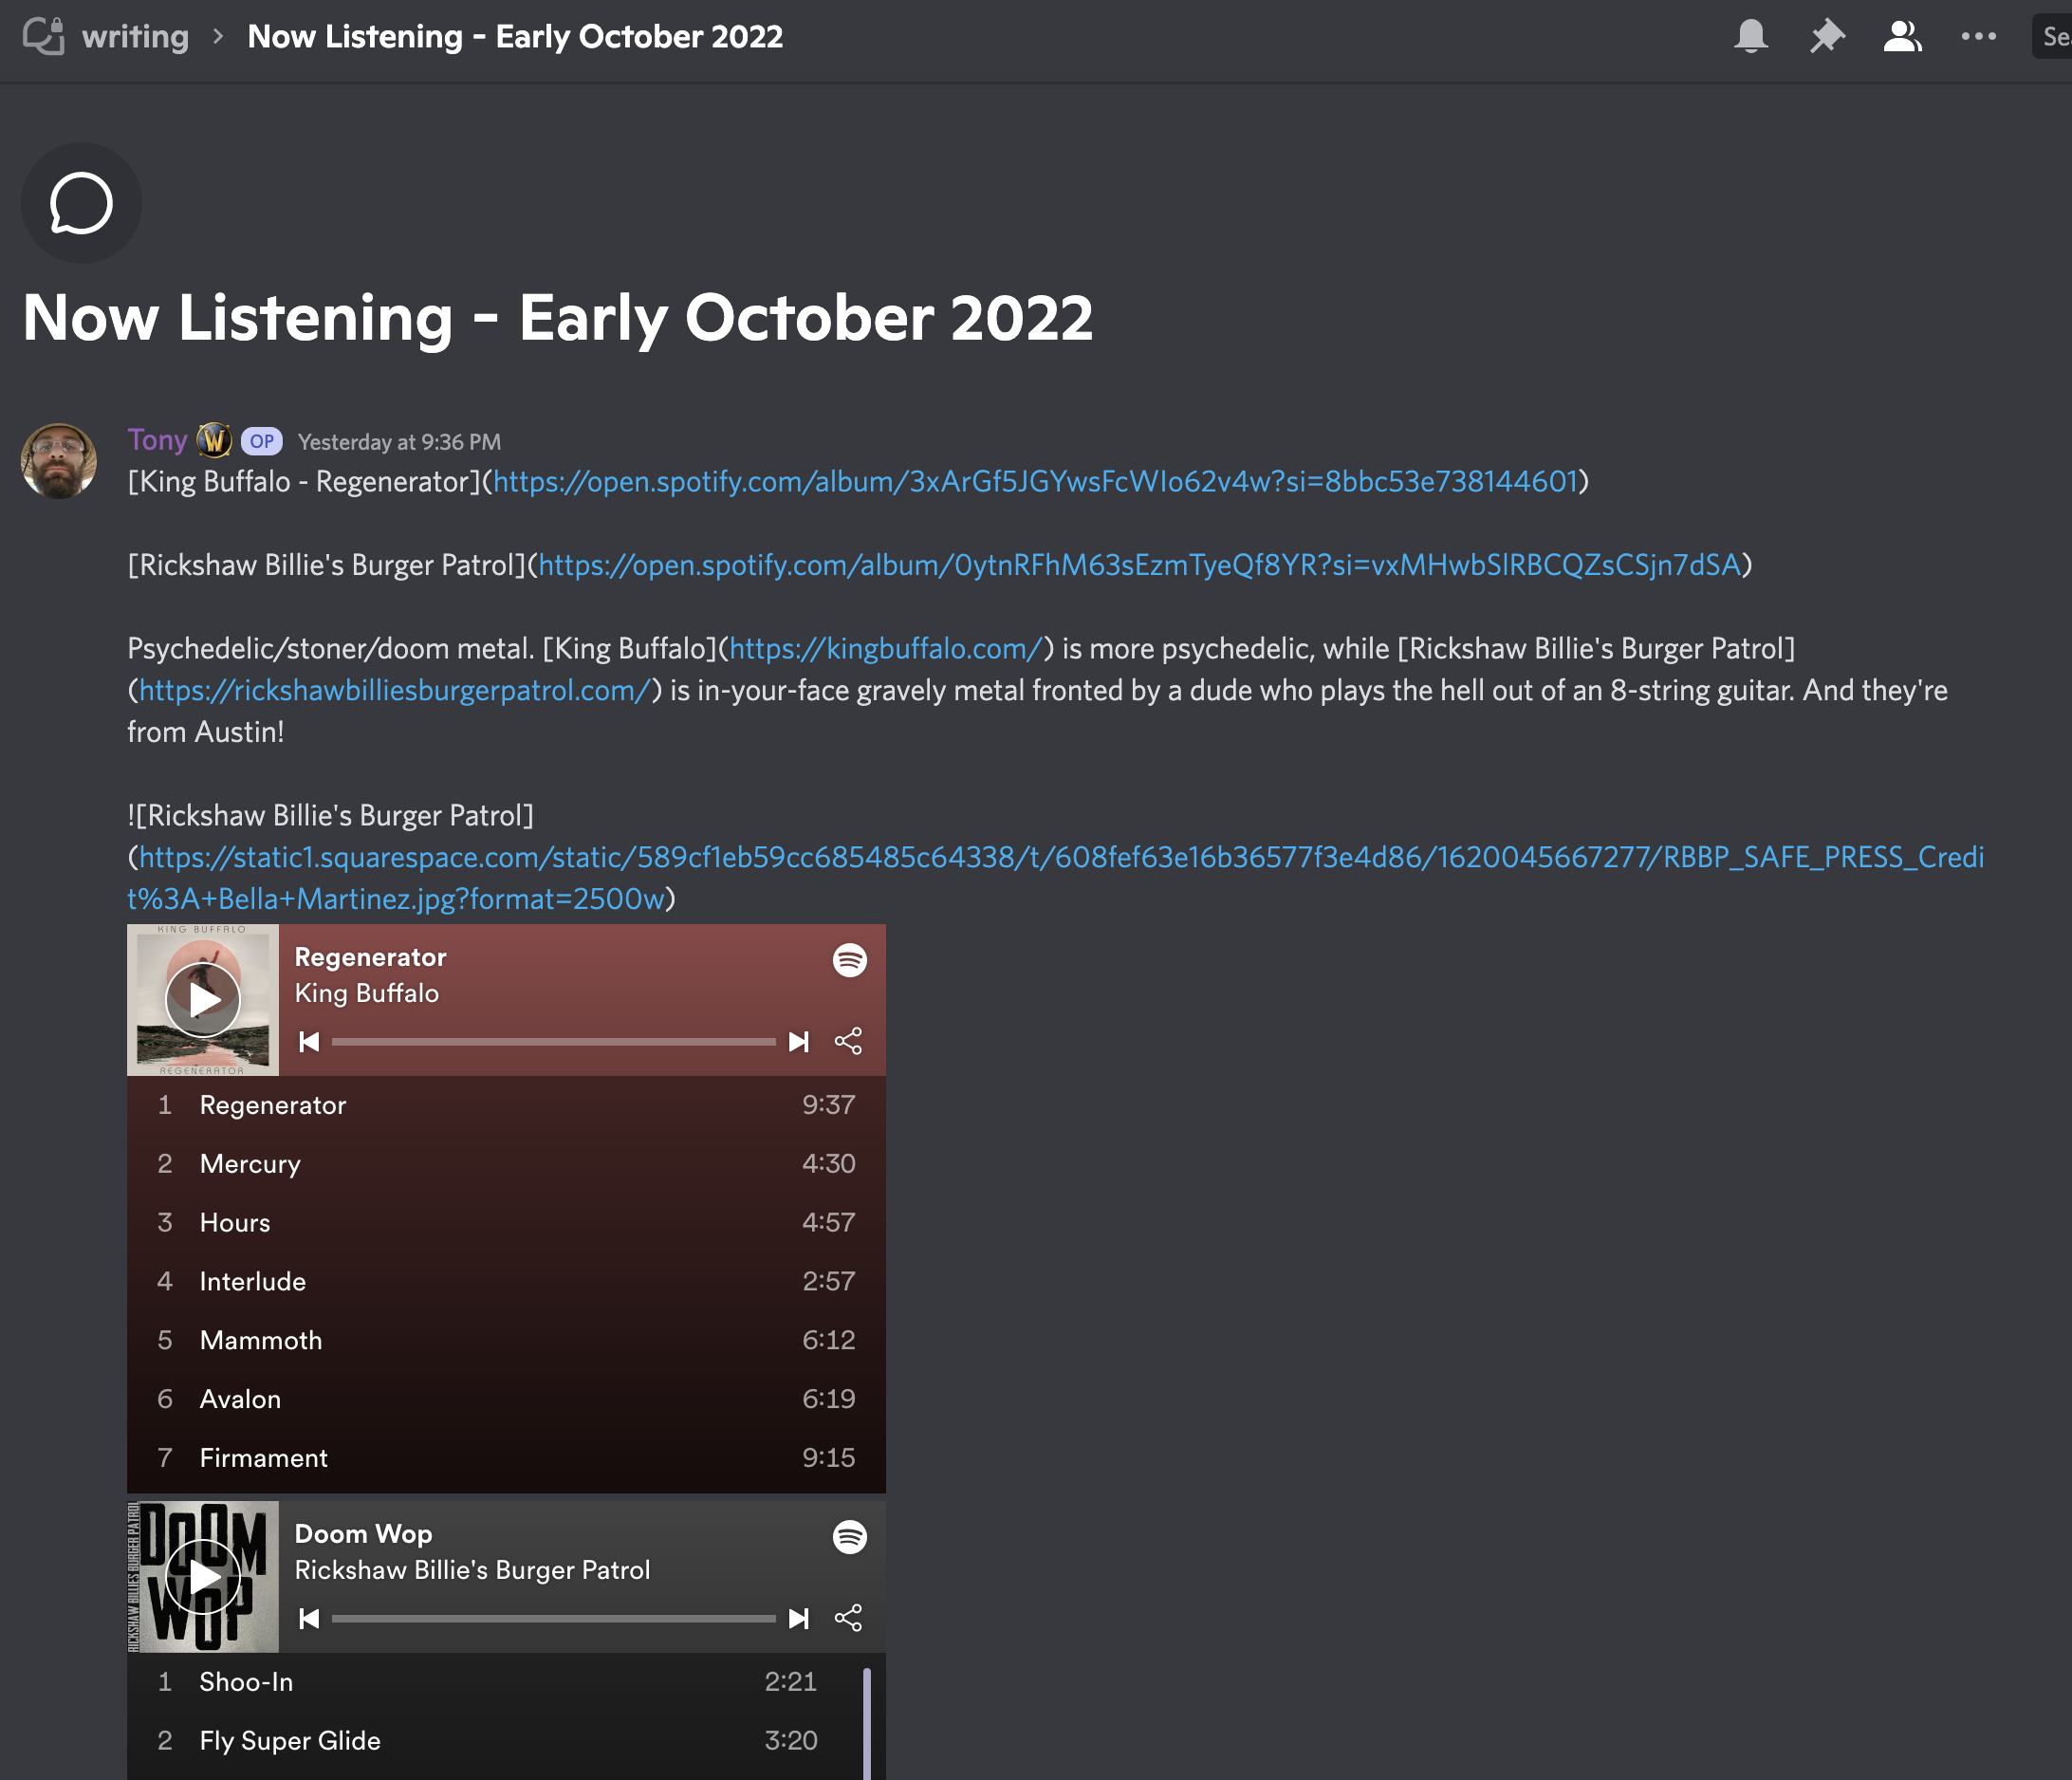 writing > Now Listening - Early October 2022
Se
Now Listening - Early October 2022
Tony W OP Yesterday at 9:36 PM
[King Buffalo - Regenerator](https://open.spotify.com/album/3xArGf5JGYwsFcWIo62v4w?si=8bbc53e738144601)
[Rickshaw Billie's Burger Patrol](https://open.spotify.com/album/0ytnRFhM63sEzmTyeQf8YR?si=vxMHwbSlRBCQZsCSjn7dSA)
Psychedelic/stoner/doom metal. [King Buffalo](https://kingbuffalo.com/) is more psychedelic, while [Rickshaw Billie's Burger Patrol]
(https://rickshawbilliesburgerpatrol.com/) is in-your-face gravely metal fronted by a dude who plays the hell out of an 8-string guitar. And they're
from Austin!
![Rickshaw Billie's Burger Patrol]
(https://static1.squarespace.com/static/589cf1eb59cc685485c64338/t/608fef63e16b36577f3e4d86/1620045667277/RBBP_SAFE_PRESS_Credi
t%3A+Bella+Martinez.jpg?format=2500w)
KING BUFFALO
REGENERATOR
Regenerator
King Buffalo
1 Regenerator 9:37
2 Mercury 4:30
3 Hours 4:57
4 Interlude 2:57
5 Mammoth 6:12
6 Avalon 6:19
7 Firmament 9:15
RICKSHAW BILLIE'S BURGER PATROL
DOOM
WOP
Doom Wop
Rickshaw Billie's Burger Patrol
1 Shoo-In 2:21
2 Fly Super Glide 3:20